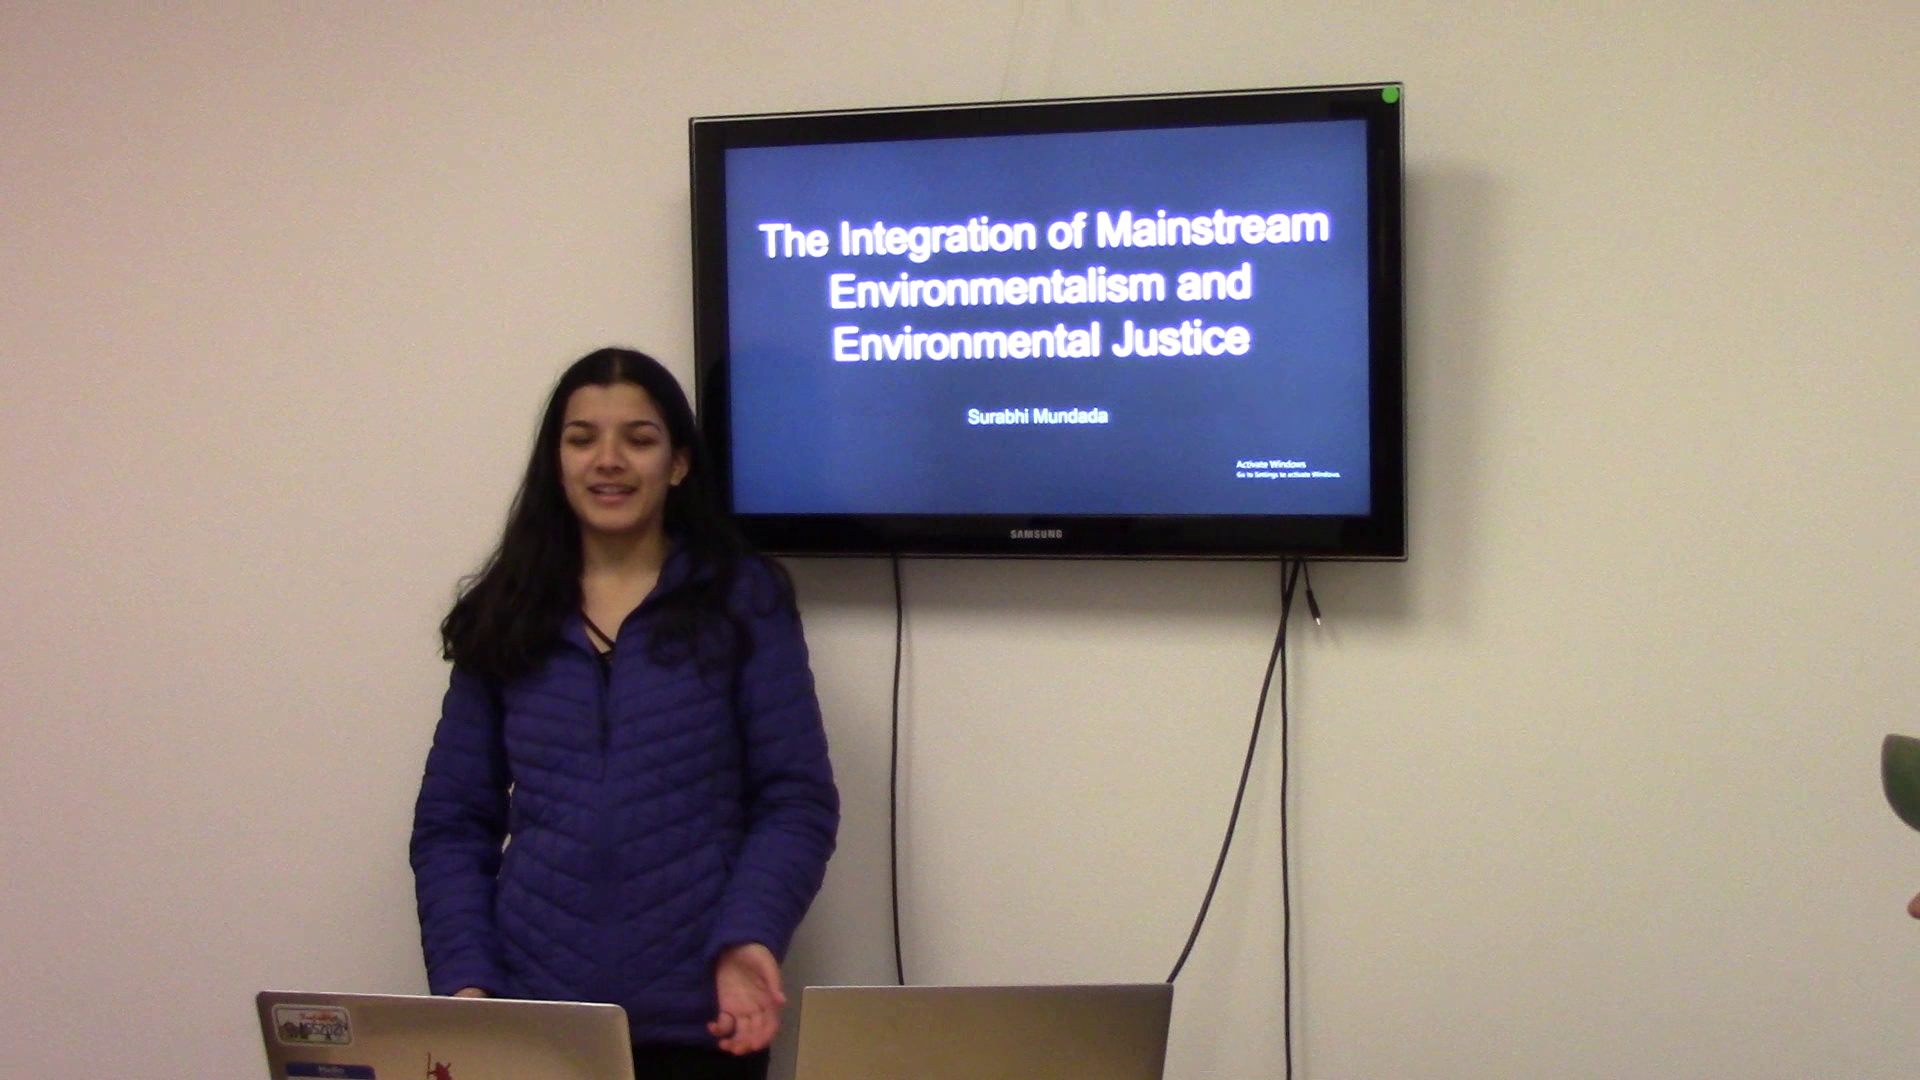 The Integration of Mainstream
Environmentalism and
Environmental Justice
Surabhi Mundada
Activate Windows
Go to Settings to activate Windows.
SAMSUNG
Hello